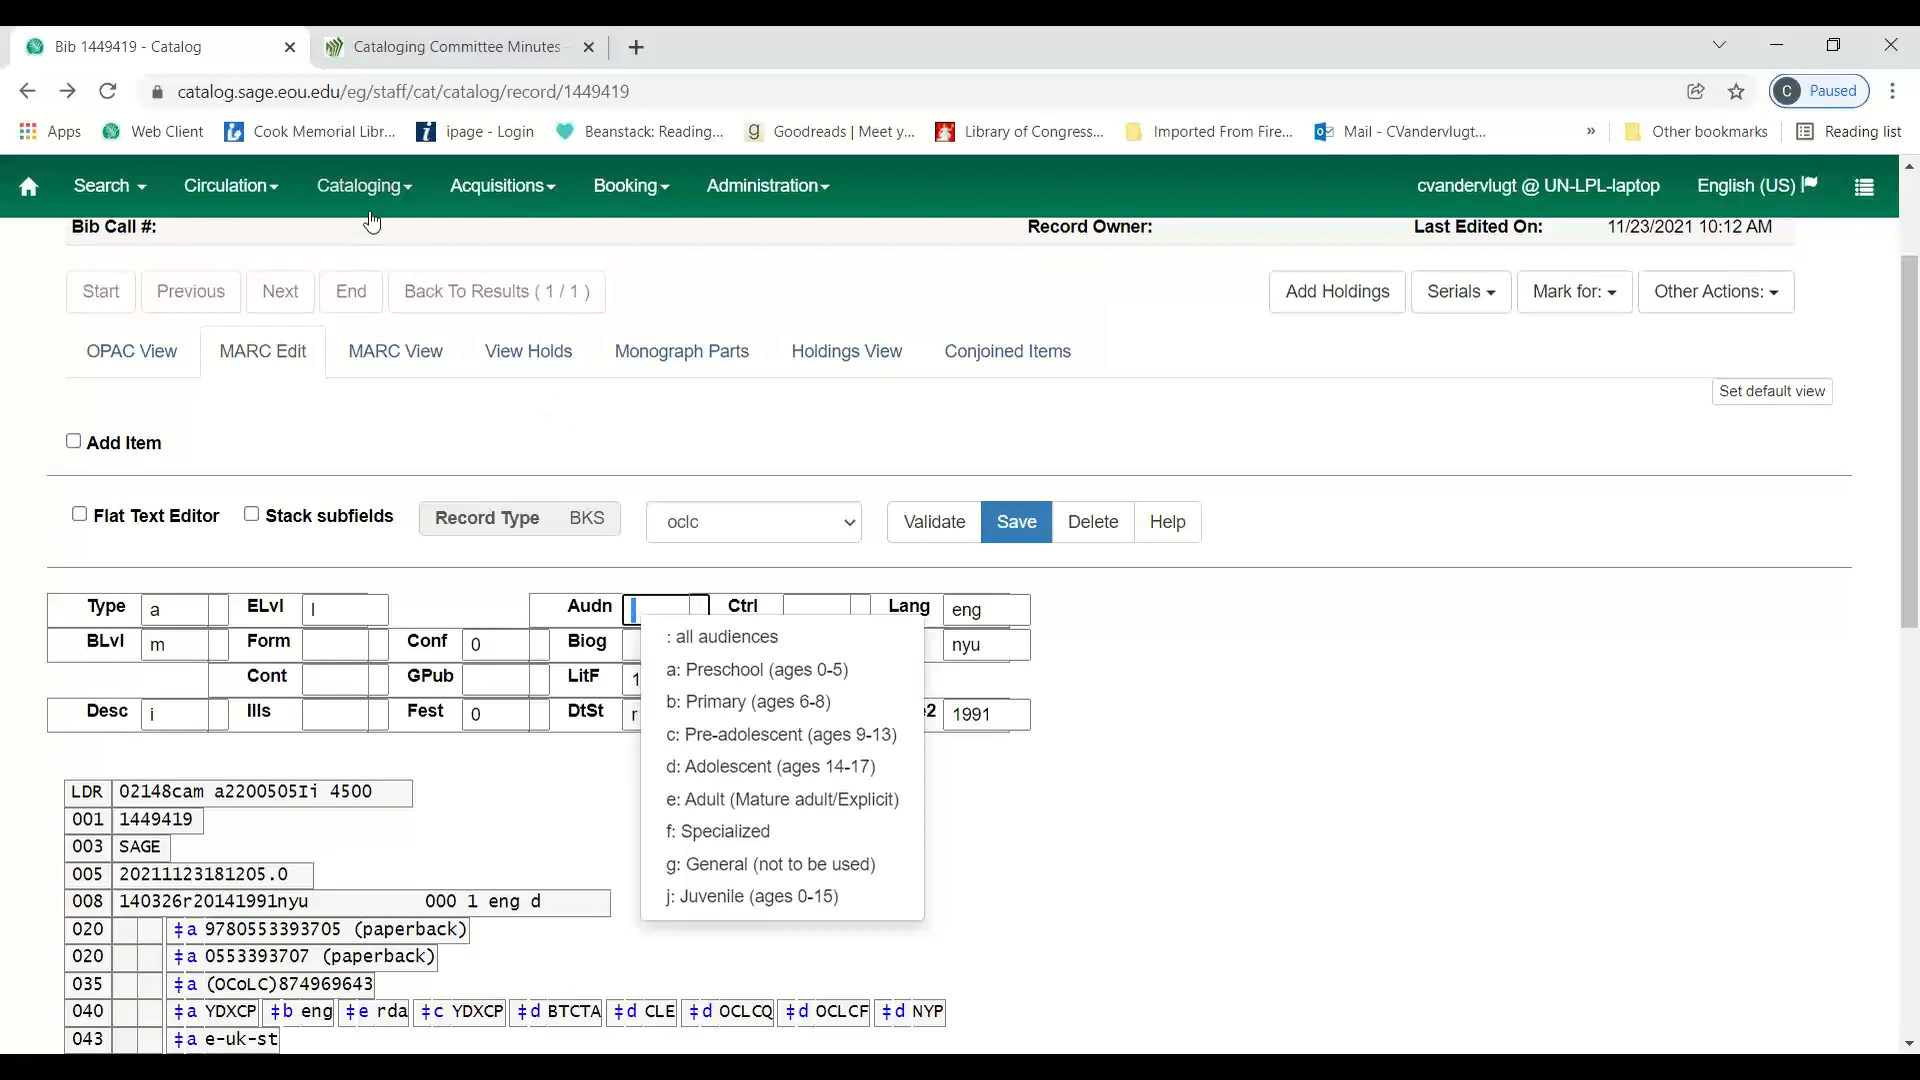 Bib 1449419 - Catalog
Cataloging Committee Minutes
catalog.sage.eou.edu/eg/staff/cat/catalog/record/1449419
C Paused
Apps Web Client Cook Memorial Libr... ipage - Login Beanstack: Reading... Goodreads | Meet y... Library of Congress... Imported From Fire... Mail - CVandervlugt... » Other bookmarks Reading list
Search Circulation Cataloging Acquisitions Booking Administration cvandervlugt @ UN-LPL-laptop English (US)
Bib Call #: Record Owner: Last Edited On: 11/23/2021 10:12 AM
Start Previous Next End Back To Results ( 1 / 1 ) Add Holdings Serials Mark for: Other Actions:
OPAC View MARC Edit MARC View View Holds Monograph Parts Holdings View Conjoined Items
Set default view
Add Item
Flat Text Editor Stack subfields Record Type BKS oclc Validate Save Delete Help
Type a ELvl I Audn Ctrl Lang eng
BLvl m Form Conf 0 Biog nyu
Cont GPub LitF 1
Desc i Ills Fest 0 DtSt r e2 1991
: all audiences
a: Preschool (ages 0-5)
b: Primary (ages 6-8)
c: Pre-adolescent (ages 9-13)
d: Adolescent (ages 14-17)
e: Adult (Mature adult/Explicit)
f: Specialized
g: General (not to be used)
j: Juvenile (ages 0-15)
LDR 02148cam a2200505Ii 4500
001 1449419
003 SAGE
005 20211123181205.0
008 140326r20141991nyu 000 1 eng d
020 ‡a 9780553393705 (paperback)
020 ‡a 0553393707 (paperback)
035 ‡a (OCoLC)874969643
040 ‡a YDXCP ‡b eng ‡e rda ‡c YDXCP ‡d BTCTA ‡d CLE ‡d OCLCQ ‡d OCLCF ‡d NYP
043 ‡a e-uk-st